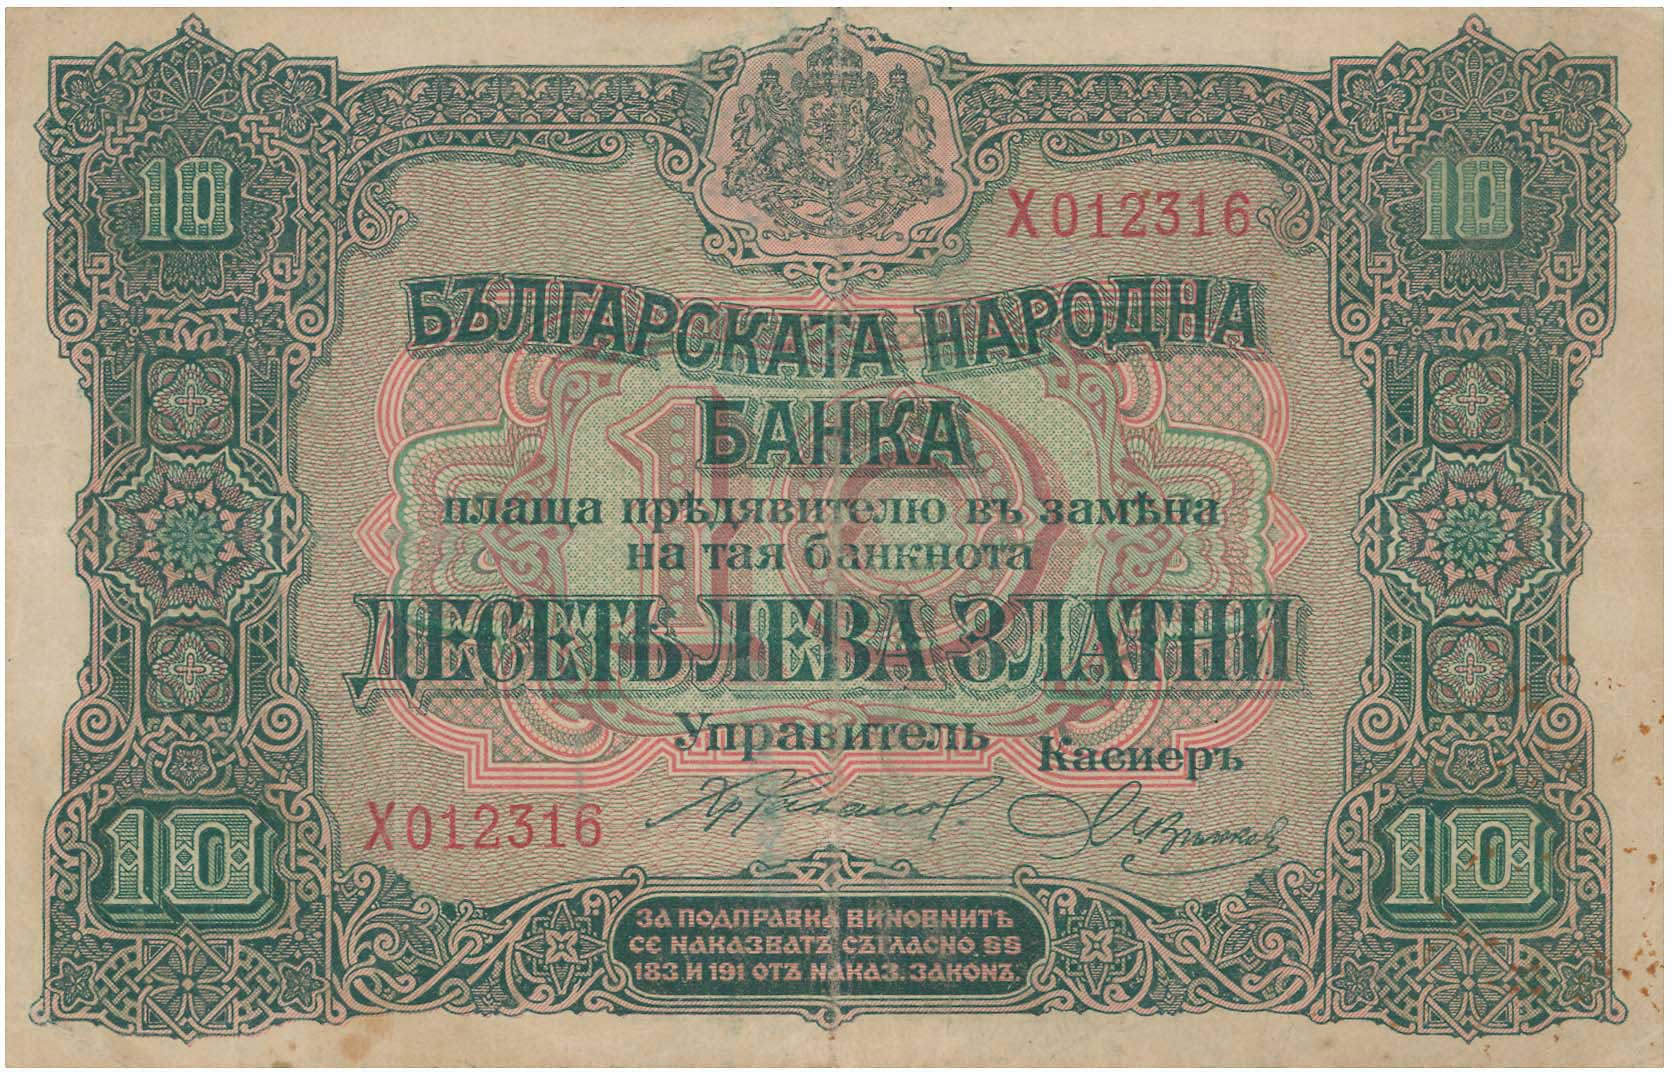 10
10
X012316
БЪЛГАРСКАТА НАРОДНА
БАНКА
плаща прѣдявителю въ замѣна
на тая банкнота
ДЕСЕТЬ ЛЕВА ЗЛАТНИ
Управитель
Касиеръ
X012316
10
10
ЗА ПОДПРАВКА ВИНОВНИТѢ
СЕ НАКАЗВАТЪ СЪГЛАСНО §§
183 И 191 ОТЪ НАКАЗ. ЗАКОНЪ.